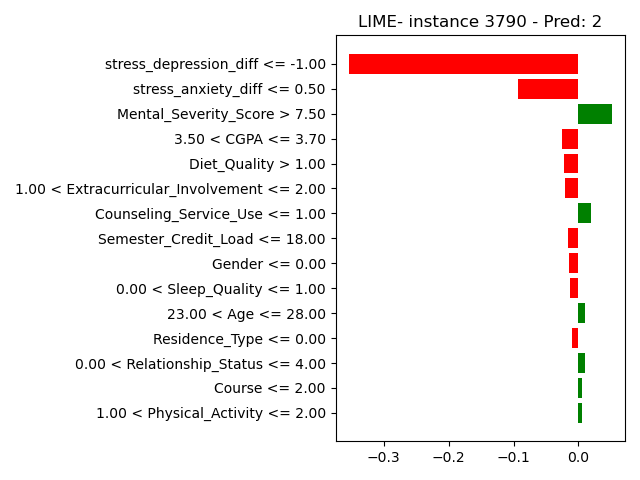 LIME- instance 3790 - Pred: 2
stress_depression_diff <= -1.00
stress_anxiety_diff <= 0.50
Mental_Severity_Score > 7.50
3.50 < CGPA <= 3.70
Diet_Quality > 1.00
1.00 < Extracurricular_Involvement <= 2.00
Counseling_Service_Use <= 1.00
Semester_Credit_Load <= 18.00
Gender <= 0.00
0.00 < Sleep_Quality <= 1.00
23.00 < Age <= 28.00
Residence_Type <= 0.00
0.00 < Relationship_Status <= 4.00
Course <= 2.00
1.00 < Physical_Activity <= 2.00
−0.3 −0.2 −0.1 0.0